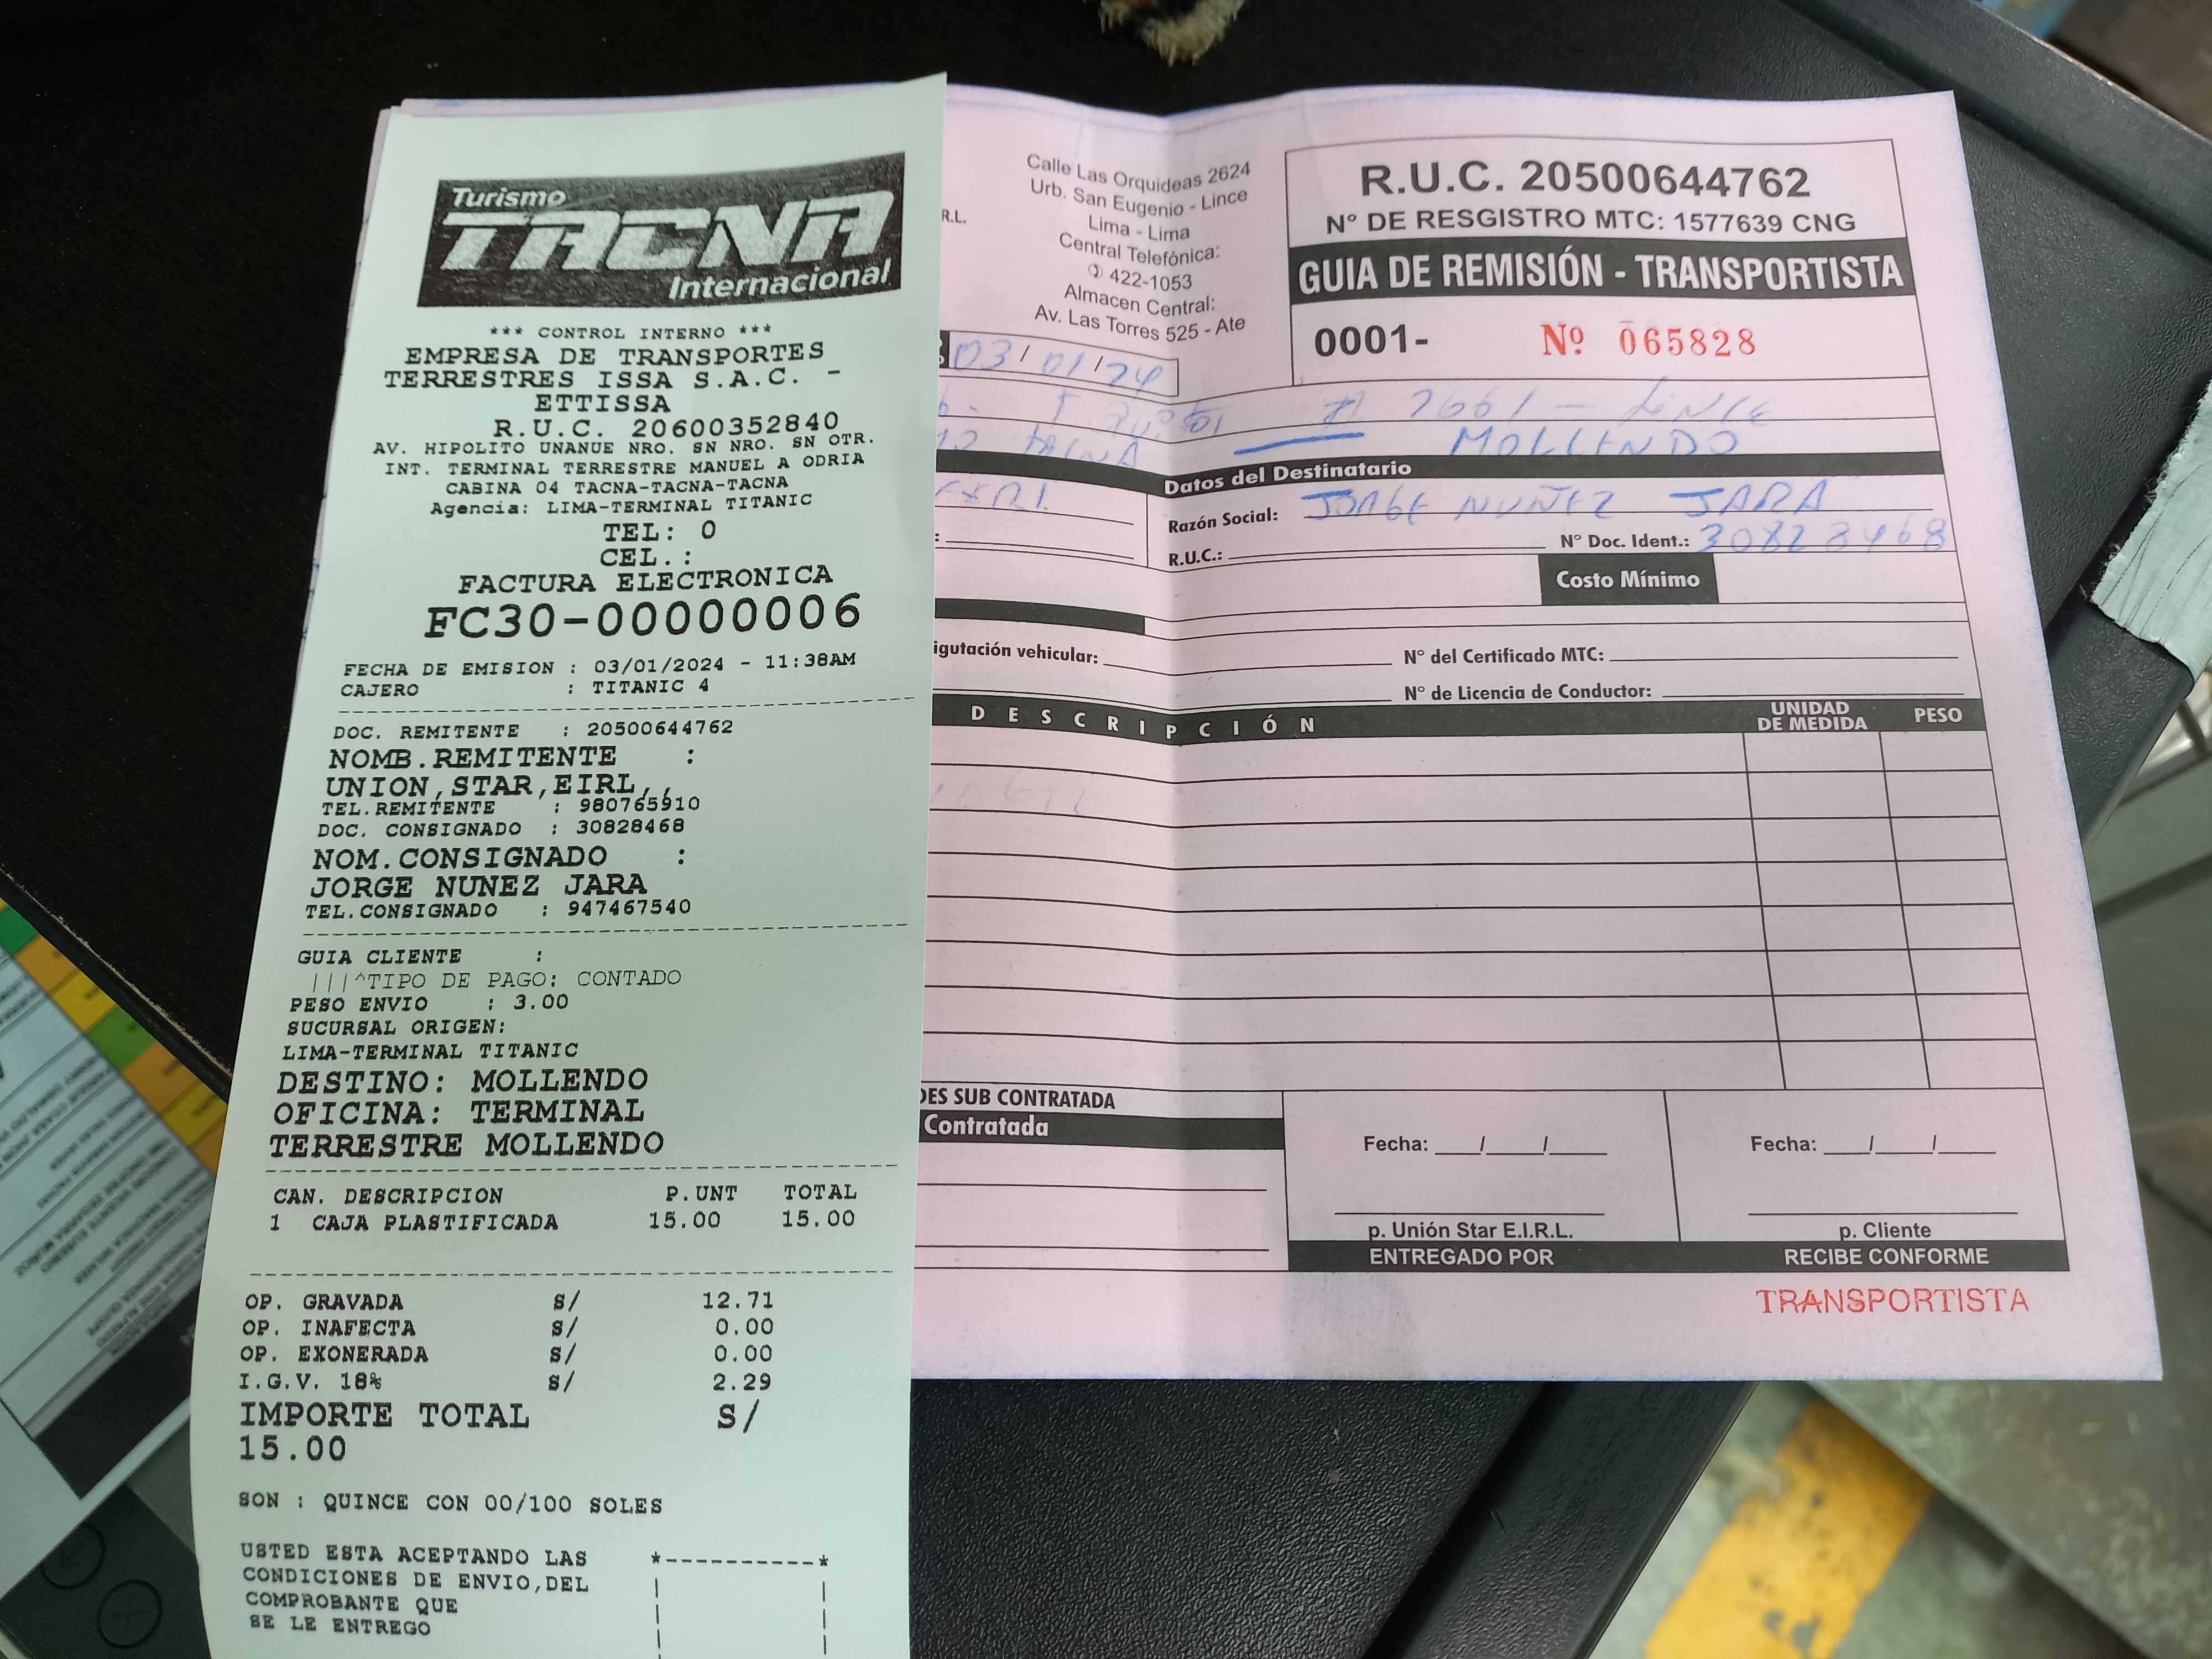 Turismo
TACNA
Internacional
*** CONTROL INTERNO ***
EMPRESA DE TRANSPORTES
TERRESTRES ISSA S.A.C. -
ETTISSA
R.U.C. 20600352840
AV. HIPOLITO UNANUE NRO. SN NRO. SN OTR.
INT. TERMINAL TERRESTRE MANUEL A ODRIA
CABINA 04 TACNA-TACNA-TACNA
Agencia: LIMA-TERMINAL TITANIC
TEL: 0
CEL.:
FACTURA ELECTRONICA
FC30-00000006
FECHA DE EMISION : 03/01/2024 - 11:38AM
CAJERO : TITANIC 4
DOC. REMITENTE : 20500644762
NOMB.REMITENTE :
UNION,STAR,EIRL,,
TEL.REMITENTE : 980765910
DOC. CONSIGNADO : 30828468
NOM.CONSIGNADO :
JORGE NUNEZ JARA
TEL.CONSIGNADO : 947467540
GUIA CLIENTE :
|||^TIPO DE PAGO: CONTADO
PESO ENVIO : 3.00
SUCURSAL ORIGEN:
LIMA-TERMINAL TITANIC
DESTINO: MOLLENDO
OFICINA: TERMINAL
TERRESTRE MOLLENDO
CAN. DESCRIPCION P.UNT TOTAL
1 CAJA PLASTIFICADA 15.00 15.00
OP. GRAVADA S/ 12.71
OP. INAFECTA S/ 0.00
OP. EXONERADA S/ 0.00
I.G.V. 18% S/ 2.29
IMPORTE TOTAL S/
15.00
SON : QUINCE CON 00/100 SOLES
USTED ESTA ACEPTANDO LAS
CONDICIONES DE ENVIO,DEL
COMPROBANTE QUE
SE LE ENTREGO
R.L.
Calle Las Orquideas 2624
Urb. San Eugenio - Lince
Lima - Lima
Central Telefónica:
422-1053
Almacen Central:
Av. Las Torres 525 - Ate
R.U.C. 20500644762
N° DE RESGISTRO MTC: 1577639 CNG
GUIA DE REMISIÓN - TRANSPORTISTA
0001- Nº 065828
03/01/24
# 2661 - LINCE
TACNA MOLLENDO
Datos del Destinatario
Razón Social: JORGE NUÑEZ JARA
R.U.C.: N° Doc. Ident.: 30828468
Costo Mínimo
igutación vehicular: N° del Certificado MTC:
N° de Licencia de Conductor:
DESCRIPCIÓN UNIDAD DE MEDIDA PESO
DES SUB CONTRATADA
Contratada
Fecha: / / Fecha: / /
p. Unión Star E.I.R.L. p. Cliente
ENTREGADO POR RECIBE CONFORME
TRANSPORTISTA